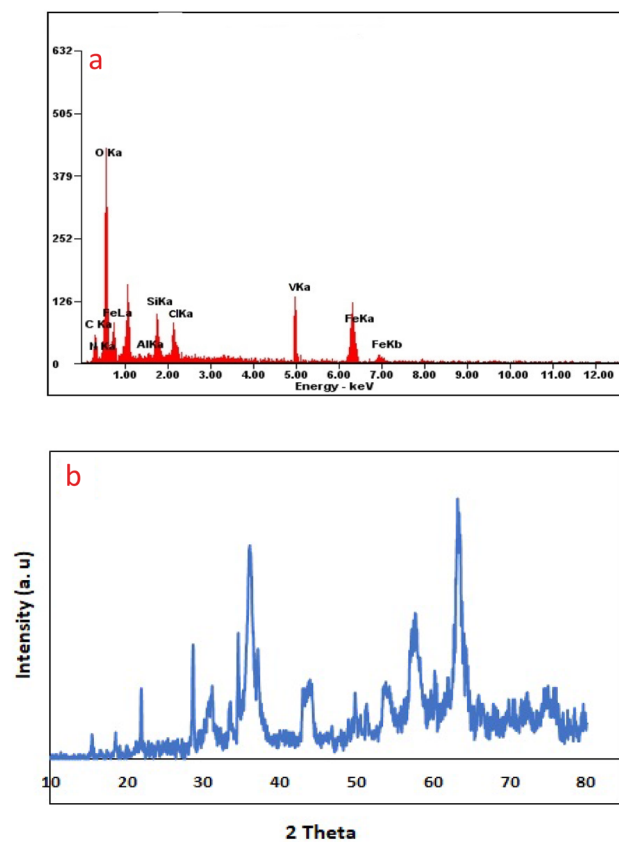 a
632
505
379
252
126
0
O Ka
C Ka
N Ka
FeLa
AlKa
SiKa
ClKa
VKa
FeKa
FeKb
1.00 2.00 3.00 4.00 5.00 6.00 7.00 8.00 9.00 10.00 11.00 12.00
Energy - keV
b
Intensity (a. u)
10 20 30 40 50 60 70 80
2 Theta